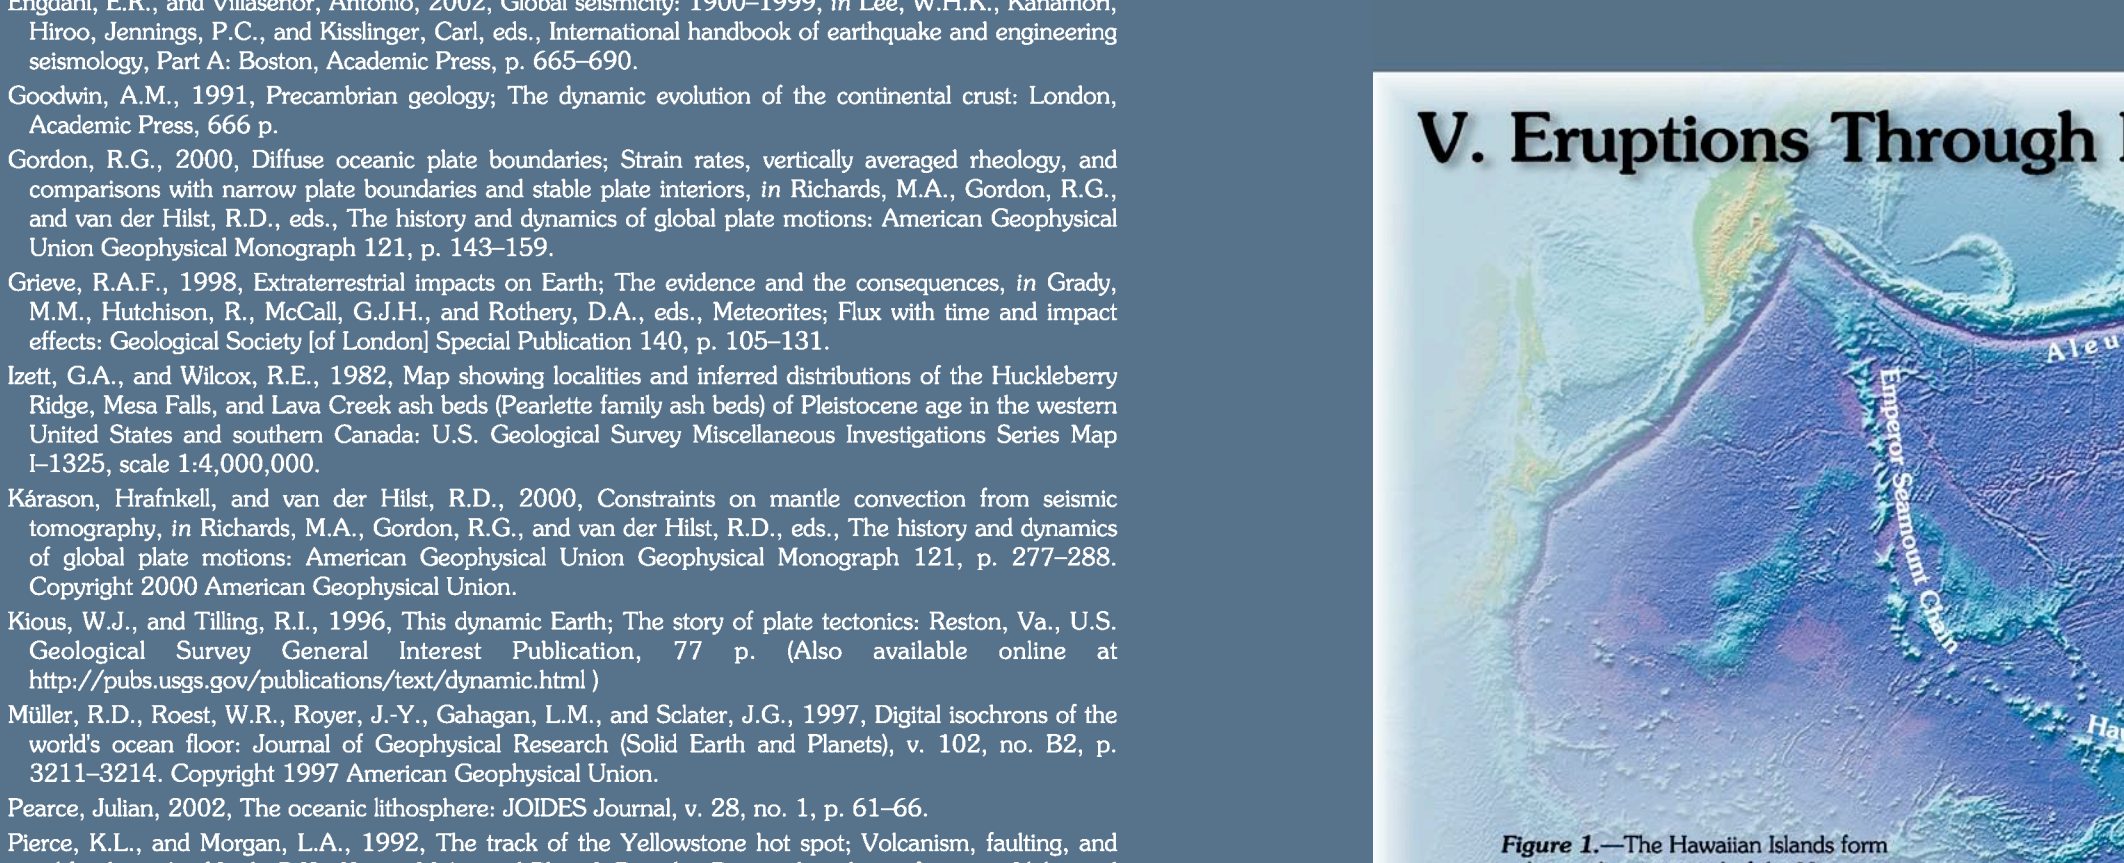 Engdahl, E.R., and Villaseñor, Antonio, 2002, Global seismicity: 1900–1999, in Lee, W.H.K., Kanamori,
Hiroo, Jennings, P.C., and Kisslinger, Carl, eds., International handbook of earthquake and engineering
seismology, Part A: Boston, Academic Press, p. 665–690.
Goodwin, A.M., 1991, Precambrian geology; The dynamic evolution of the continental crust: London,
Academic Press, 666 p.
Gordon, R.G., 2000, Diffuse oceanic plate boundaries; Strain rates, vertically averaged rheology, and
comparisons with narrow plate boundaries and stable plate interiors, in Richards, M.A., Gordon, R.G.,
and van der Hilst, R.D., eds., The history and dynamics of global plate motions: American Geophysical
Union Geophysical Monograph 121, p. 143–159.
Grieve, R.A.F., 1998, Extraterrestrial impacts on Earth; The evidence and the consequences, in Grady,
M.M., Hutchison, R., McCall, G.J.H., and Rothery, D.A., eds., Meteorites; Flux with time and impact
effects: Geological Society [of London] Special Publication 140, p. 105–131.
Izett, G.A., and Wilcox, R.E., 1982, Map showing localities and inferred distributions of the Huckleberry
Ridge, Mesa Falls, and Lava Creek ash beds (Pearlette family ash beds) of Pleistocene age in the western
United States and southern Canada: U.S. Geological Survey Miscellaneous Investigations Series Map
I–1325, scale 1:4,000,000.
Kárason, Hrafnkell, and van der Hilst, R.D., 2000, Constraints on mantle convection from seismic
tomography, in Richards, M.A., Gordon, R.G., and van der Hilst, R.D., eds., The history and dynamics
of global plate motions: American Geophysical Union Geophysical Monograph 121, p. 277–288.
Copyright 2000 American Geophysical Union.
Kious, W.J., and Tilling, R.I., 1996, This dynamic Earth; The story of plate tectonics: Reston, Va., U.S.
Geological Survey General Interest Publication, 77 p. (Also available online at
http://pubs.usgs.gov/publications/text/dynamic.html )
Müller, R.D., Roest, W.R., Royer, J.-Y., Gahagan, L.M., and Sclater, J.G., 1997, Digital isochrons of the
world's ocean floor: Journal of Geophysical Research (Solid Earth and Planets), v. 102, no. B2, p.
3211–3214. Copyright 1997 American Geophysical Union.
Pearce, Julian, 2002, The oceanic lithosphere: JOIDES Journal, v. 28, no. 1, p. 61–66.
Pierce, K.L., and Morgan, L.A., 1992, The track of the Yellowstone hot spot; Volcanism, faulting, and
V. Eruptions Through
Aleu
Emperor Seamount Chain
Ha
Figure 1.—The Hawaiian Islands form